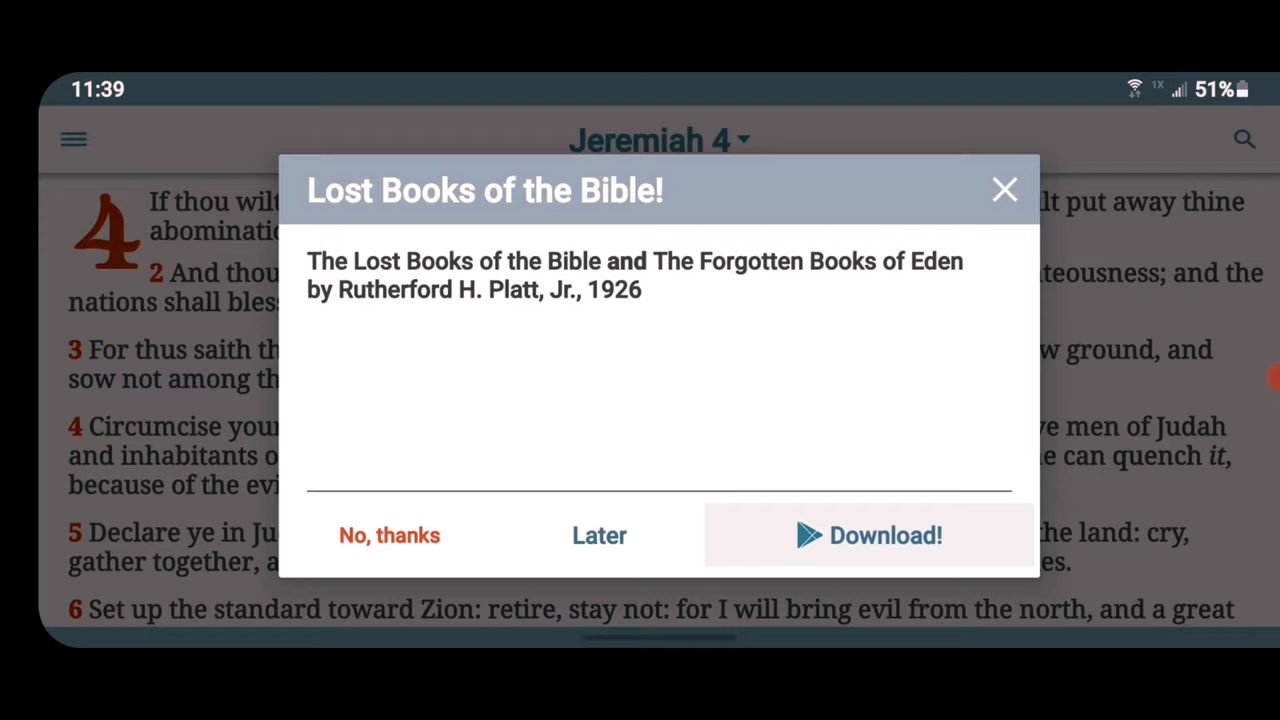 11:39
1X
51%
Jeremiah 4
Lost Books of the Bible!
4 If thou wilt
lt put away thine
abominatio
2 And thou
teousness; and the
nations shall bless
3 For thus saith th
w ground, and
sow not among th
4 Circumcise your
ye men of Judah
and inhabitants o
e can quench it,
because of the evi
5 Declare ye in Ju
the land: cry,
gather together, a
es.
6 Set up the standard toward Zion: retire, stay not: for I will bring evil from the north, and a great
The Lost Books of the Bible and The Forgotten Books of Eden
by Rutherford H. Platt, Jr., 1926
No, thanks
Later
Download!